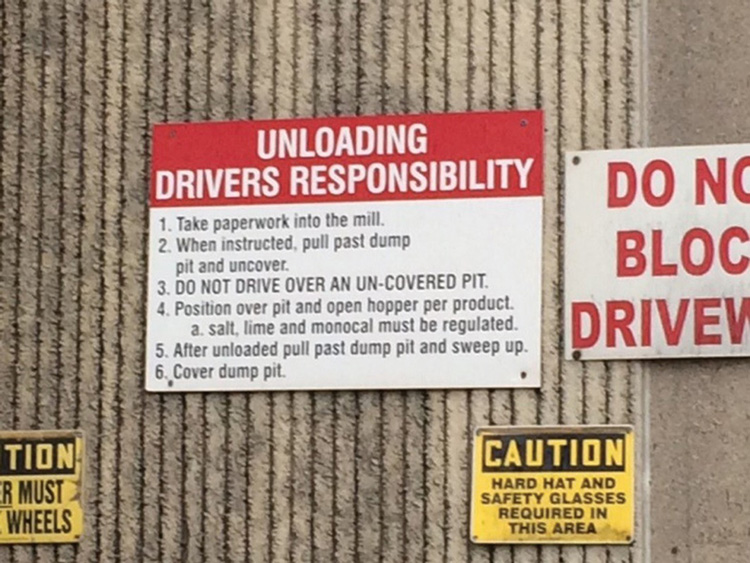 UNLOADING
DRIVERS RESPONSIBILITY
1. Take paperwork into the mill.
2. When instructed, pull past dump
pit and uncover.
3. DO NOT DRIVE OVER AN UN-COVERED PIT.
4. Position over pit and open hopper per product.
a. salt, lime and monocal must be regulated.
5. After unloaded pull past dump pit and sweep up.
6. Cover dump pit.
DO NO
BLOC
DRIVEW
TION
ER MUST
WHEELS
CAUTION
HARD HAT AND
SAFETY GLASSES
REQUIRED IN
THIS AREA